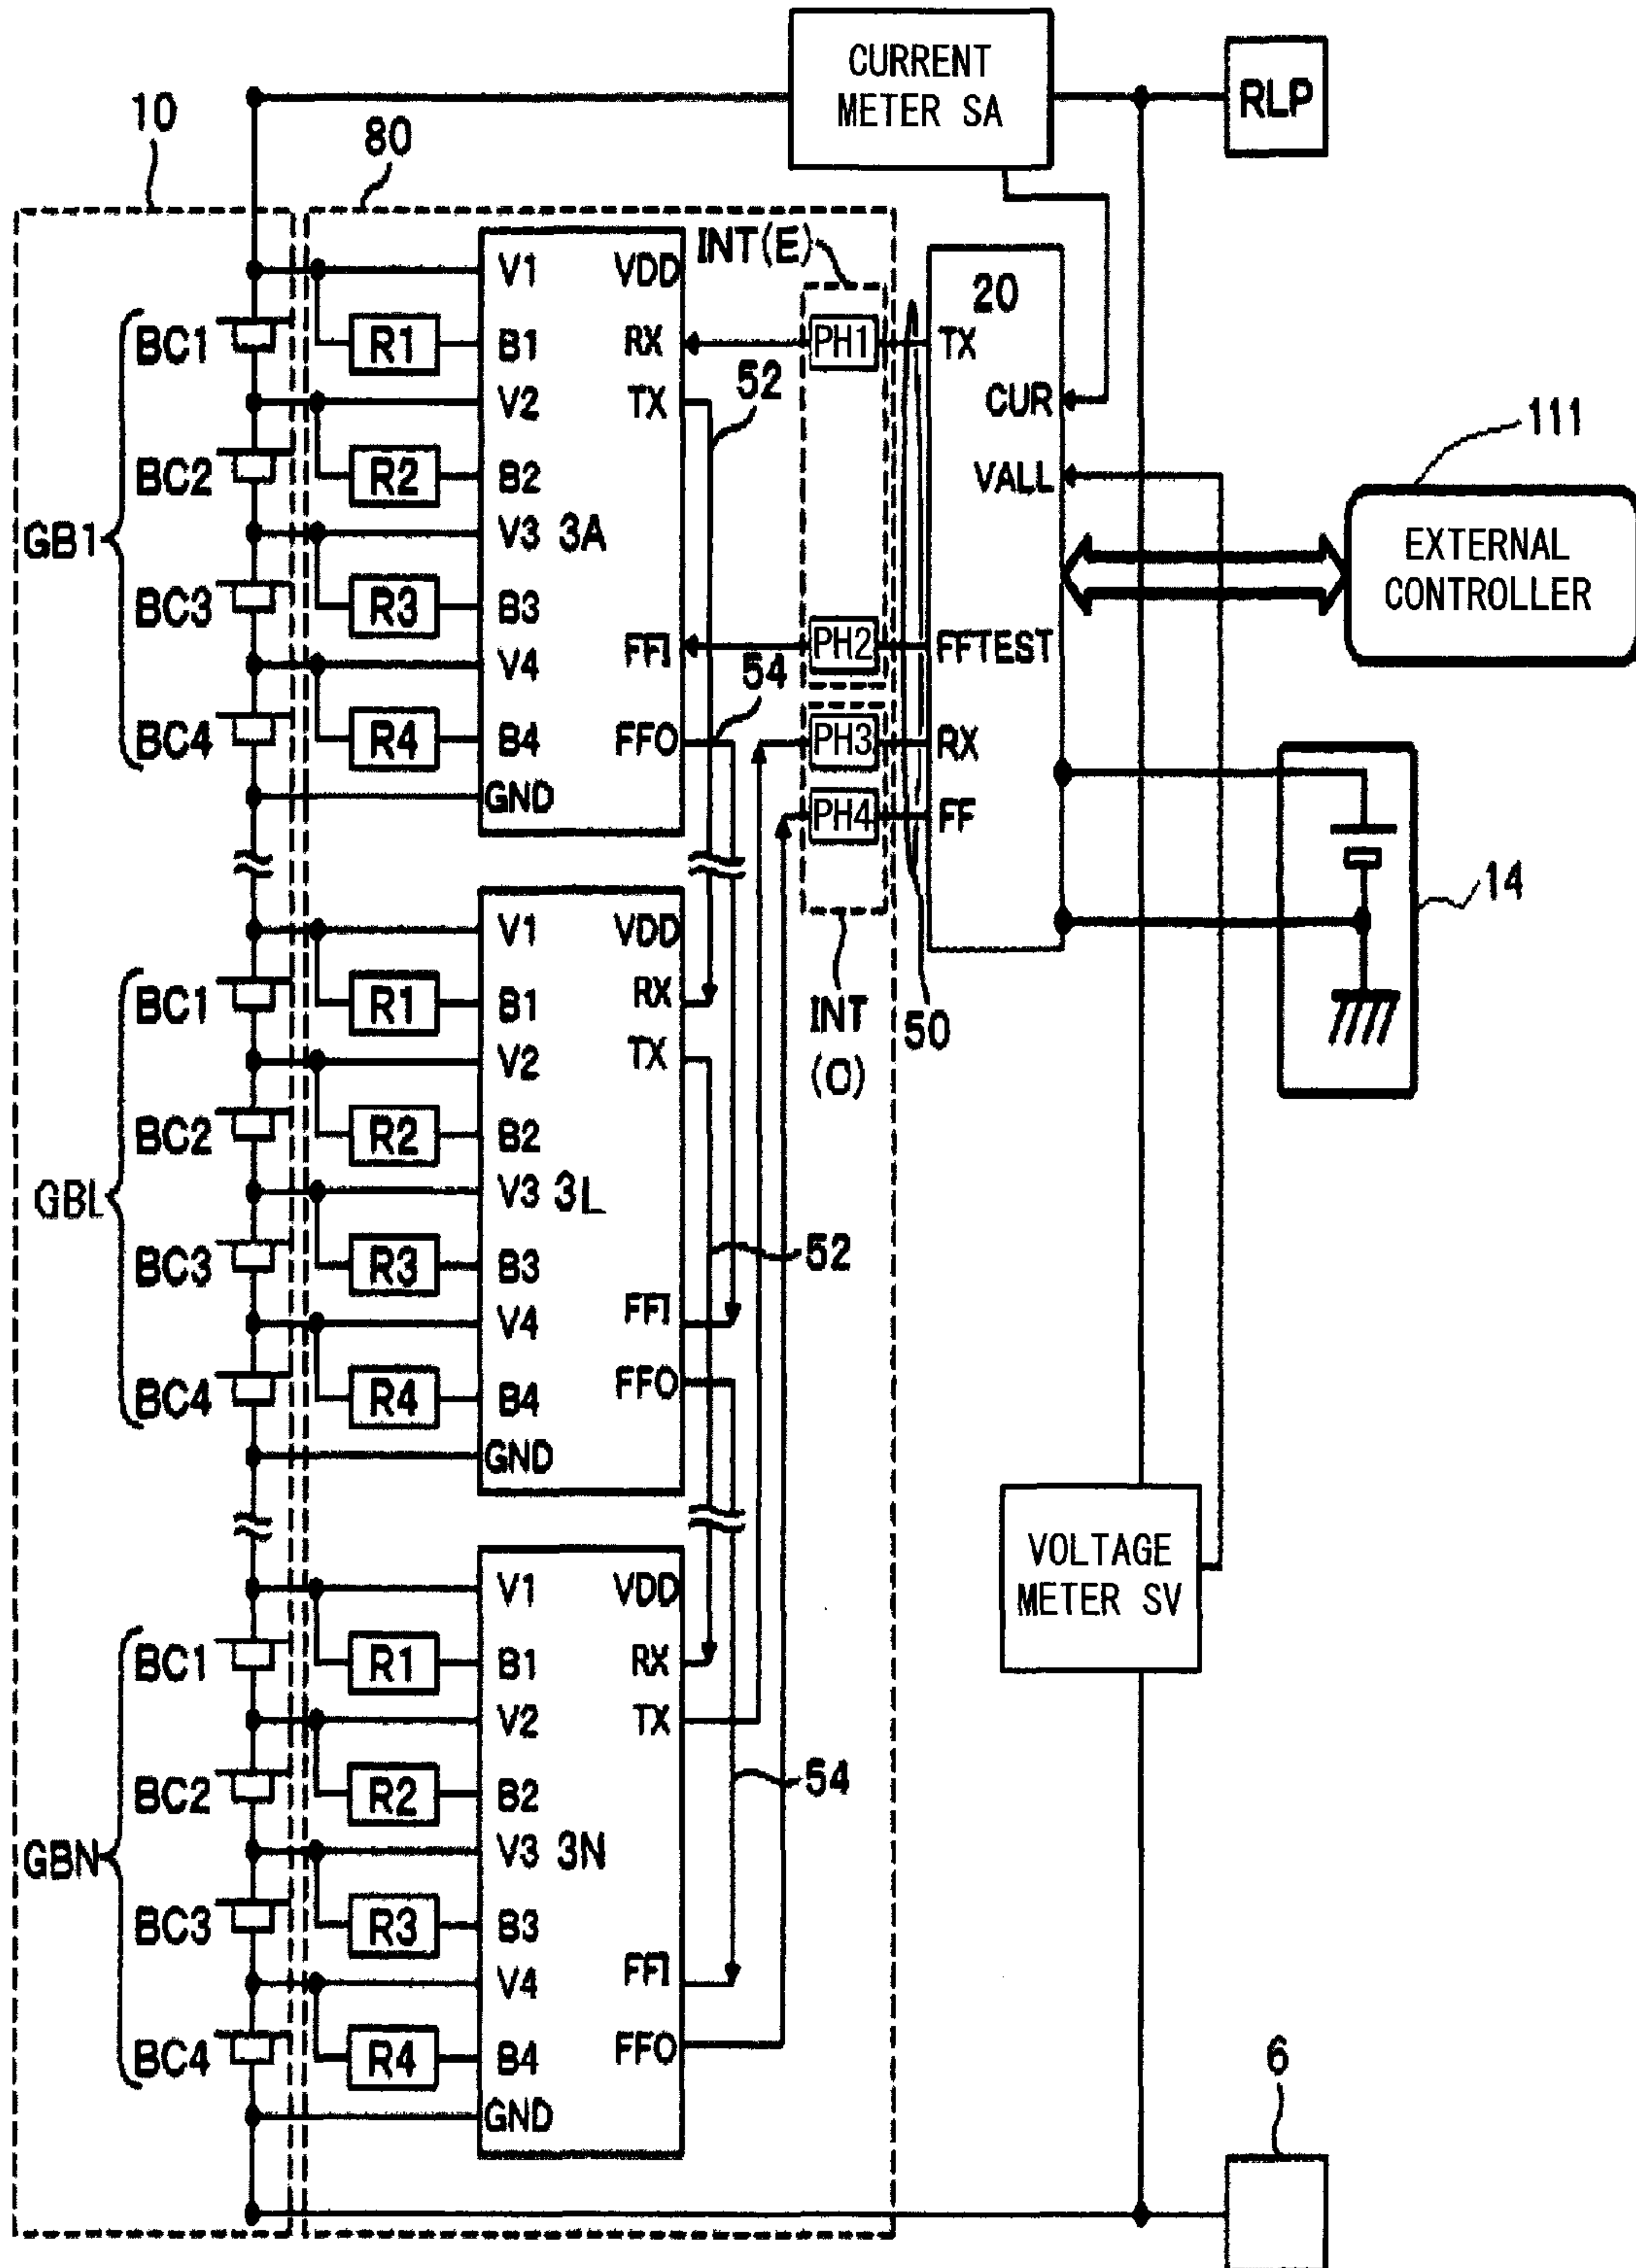 CURRENT
METER SA
RLP
10
80
INT(E)
20
V1 VDD
BC1 R1 B1 RX PH1 TX
V2 TX 52 CUR
111
BC2 R2 B2 VALL
GB1 V3 3A
EXTERNAL
CONTROLLER
BC3 R3 B3
V4 FFI PH2 FFTEST
54
BC4 R4 B4 FFO PH3 RX
GND PH4 FF
14
V1 VDD
BC1 R1 B1 RX
INT
(O)
50
V2 TX
BC2 R2 B2
GBL V3 3L
BC3 R3 B3 52
V4 FFI
BC4 R4 B4 FFO
GND
VOLTAGE
METER SV
V1 VDD
BC1 R1 B1 RX
V2 TX
BC2 R2 B2 54
GBN V3 3N
BC3 R3 B3
V4 FFI
BC4 R4 B4 FFO
GND
6